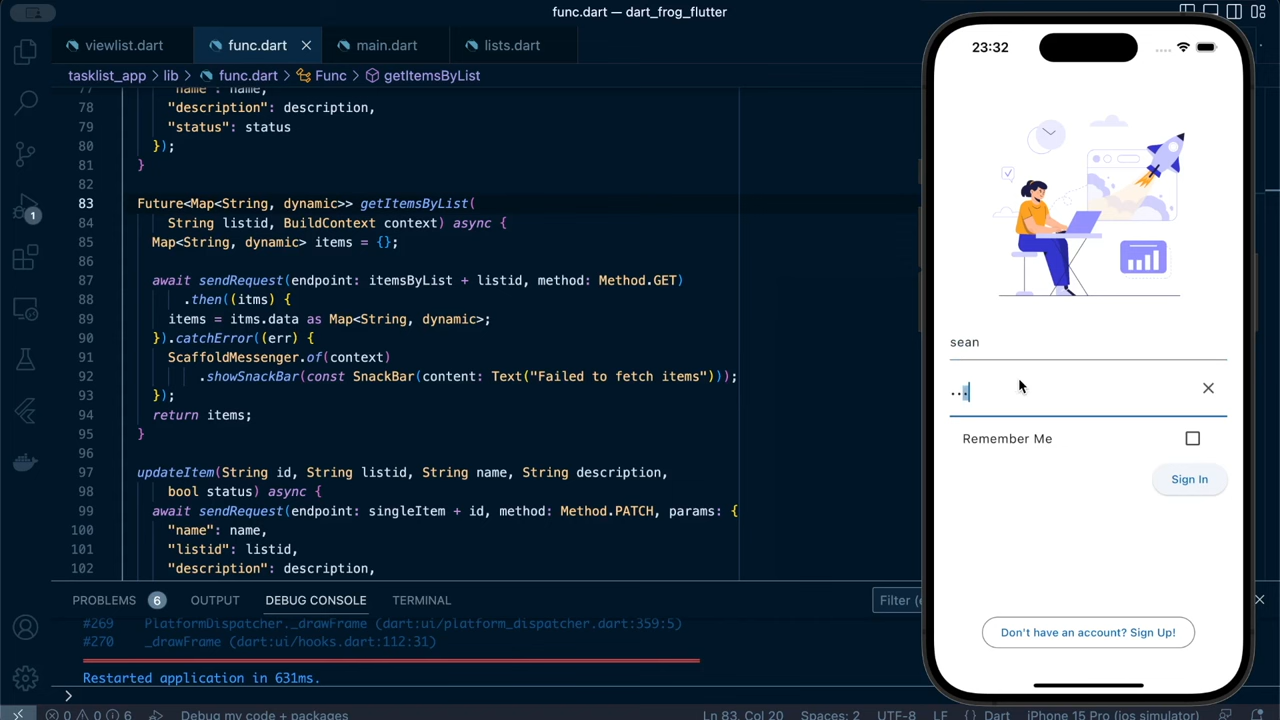 func.dart — dart_frog_flutter
viewlist.dart
func.dart
main.dart
lists.dart
tasklist_app > lib > func.dart > Func > getItemsByList
77 "name": name,
78 "description": description,
79 "status": status
80 });
81 }
82
83 Future<Map<String, dynamic>> getItemsByList(
84 String listid, BuildContext context) async {
85 Map<String, dynamic> items = {};
86
87 await sendRequest(endpoint: itemsByList + listid, method: Method.GET)
88 .then((itms) {
89 items = itms.data as Map<String, dynamic>;
90 }).catchError((err) {
91 ScaffoldMessenger.of(context)
92 .showSnackBar(const SnackBar(content: Text("Failed to fetch items")));
93 });
94 return items;
95 }
96
97 updateItem(String id, String listid, String name, String description,
98 bool status) async {
99 await sendRequest(endpoint: singleItem + id, method: Method.PATCH, params: {
100 "name": name,
101 "listid": listid,
102 "description": description,
1
PROBLEMS 6 OUTPUT DEBUG CONSOLE TERMINAL
Filter (e
#269 PlatformDispatcher._drawFrame (dart:ui/platform_dispatcher.dart:359:5)
#270 _drawFrame (dart:ui/hooks.dart:112:31)
Restarted application in 631ms.
>
0 0 6 Debug my code + packages
Ln 83, Col 20 Spaces: 2 UTF-8 LF {} Dart iPhone 15 Pro (ios simulator)
23:32
sean
Remember Me
Sign In
Don't have an account? Sign Up!